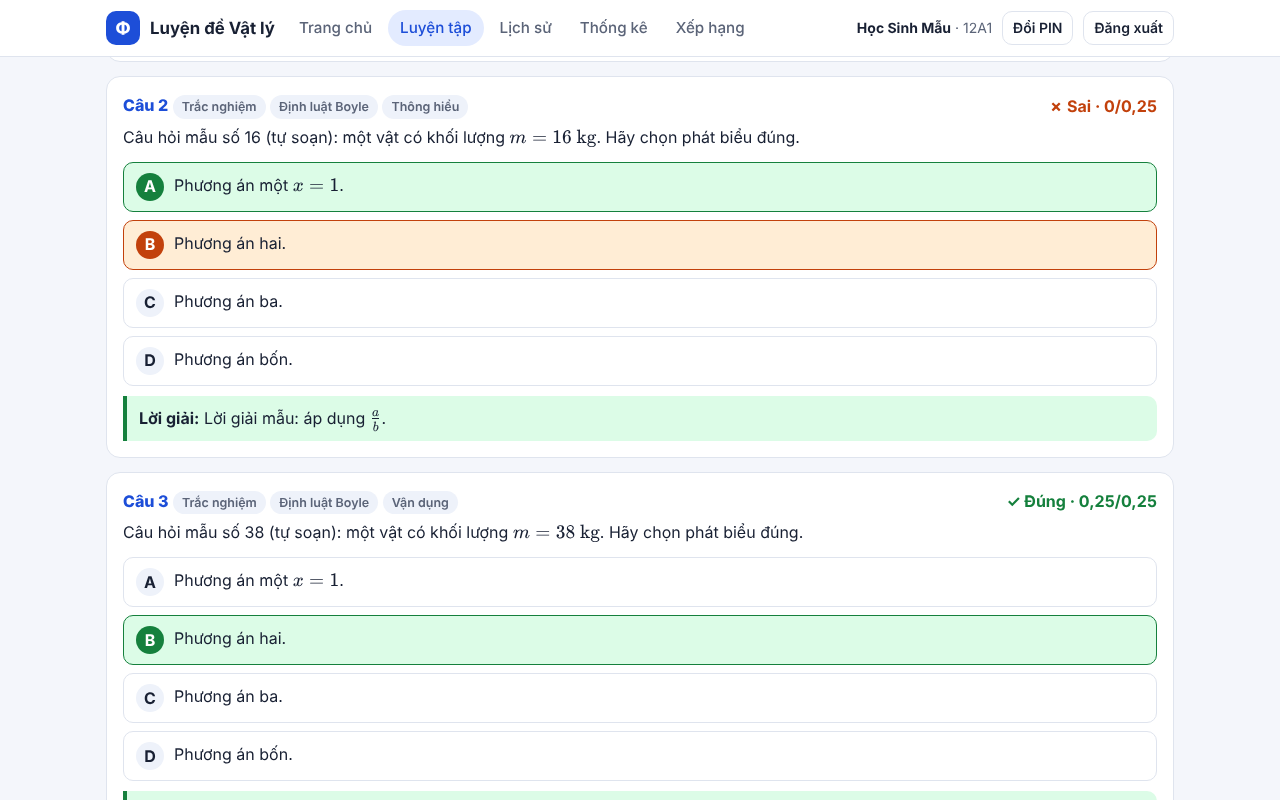 Φ Luyện đề Vật lý Trang chủ Luyện tập Lịch sử Thống kê Xếp hạng Học Sinh Mẫu · 12A1 Đổi PIN Đăng xuất
Câu 2 Trắc nghiệm Định luật Boyle Thông hiểu × Sai · 0/0,25
Câu hỏi mẫu số 16 (tự soạn): một vật có khối lượng m = 16 kg. Hãy chọn phát biểu đúng.
A Phương án một x = 1.
B Phương án hai.
C Phương án ba.
D Phương án bốn.
Lời giải: Lời giải mẫu: áp dụng a/b.
Câu 3 Trắc nghiệm Định luật Boyle Vận dụng ✓ Đúng · 0,25/0,25
Câu hỏi mẫu số 38 (tự soạn): một vật có khối lượng m = 38 kg. Hãy chọn phát biểu đúng.
A Phương án một x = 1.
B Phương án hai.
C Phương án ba.
D Phương án bốn.